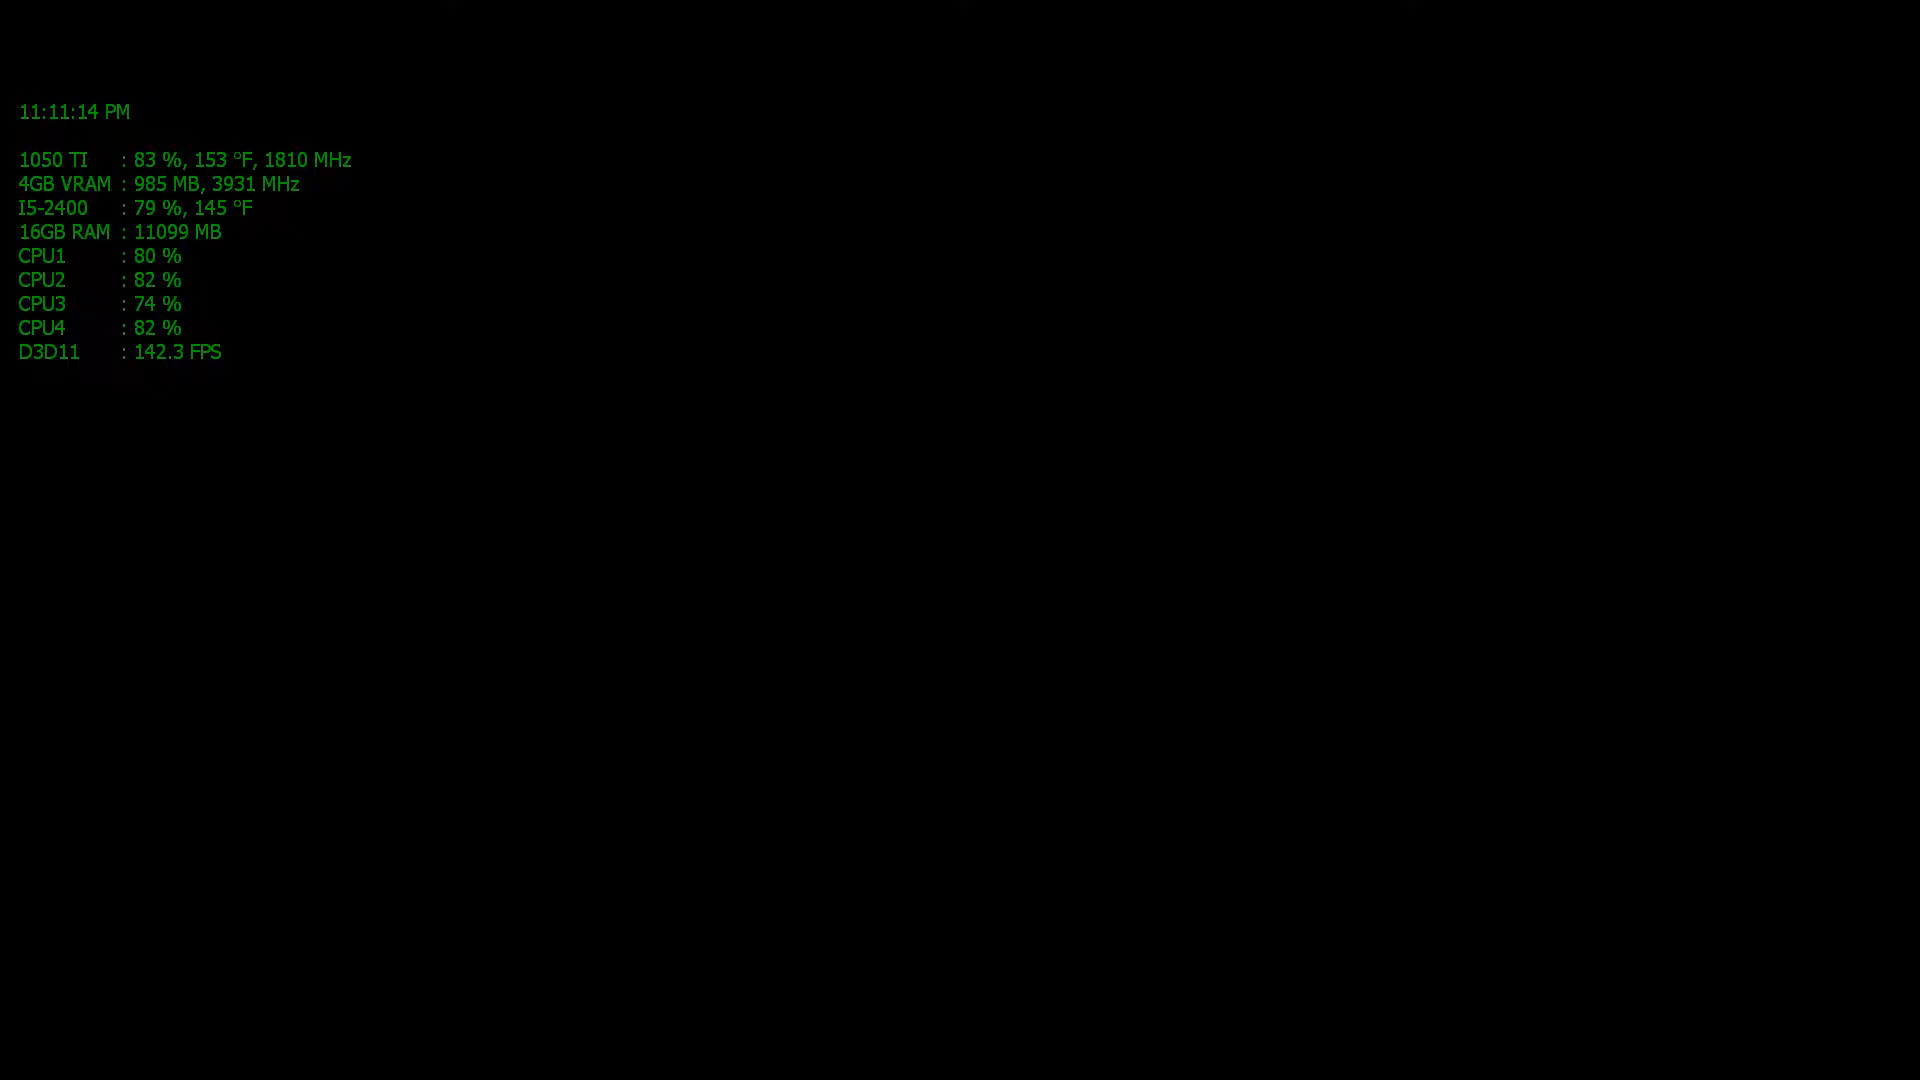 11:11:14 PM
1050 TI : 83 %, 153 °F, 1810 MHz
4GB VRAM : 985 MB, 3931 MHz
I5-2400 : 79 %, 145 °F
16GB RAM : 11099 MB
CPU1 : 80 %
CPU2 : 82 %
CPU3 : 74 %
CPU4 : 82 %
D3D11 : 142.3 FPS